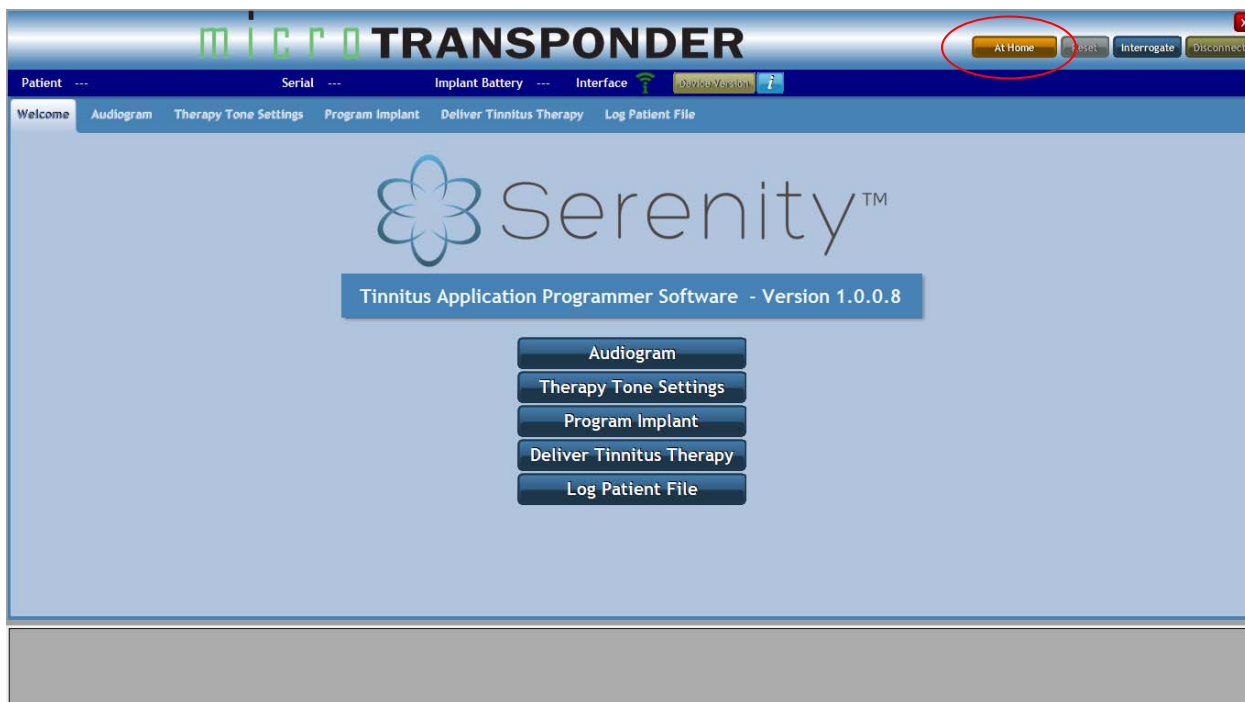 microTRANSPONDER
x
At Home Reset Interrogate Disconnect
Patient --- Serial --- Implant Battery --- Interface Device Version i
Welcome Audiogram Therapy Tone Settings Program Implant Deliver Tinnitus Therapy Log Patient File
Serenity™
Tinnitus Application Programmer Software - Version 1.0.0.8
Audiogram
Therapy Tone Settings
Program Implant
Deliver Tinnitus Therapy
Log Patient File